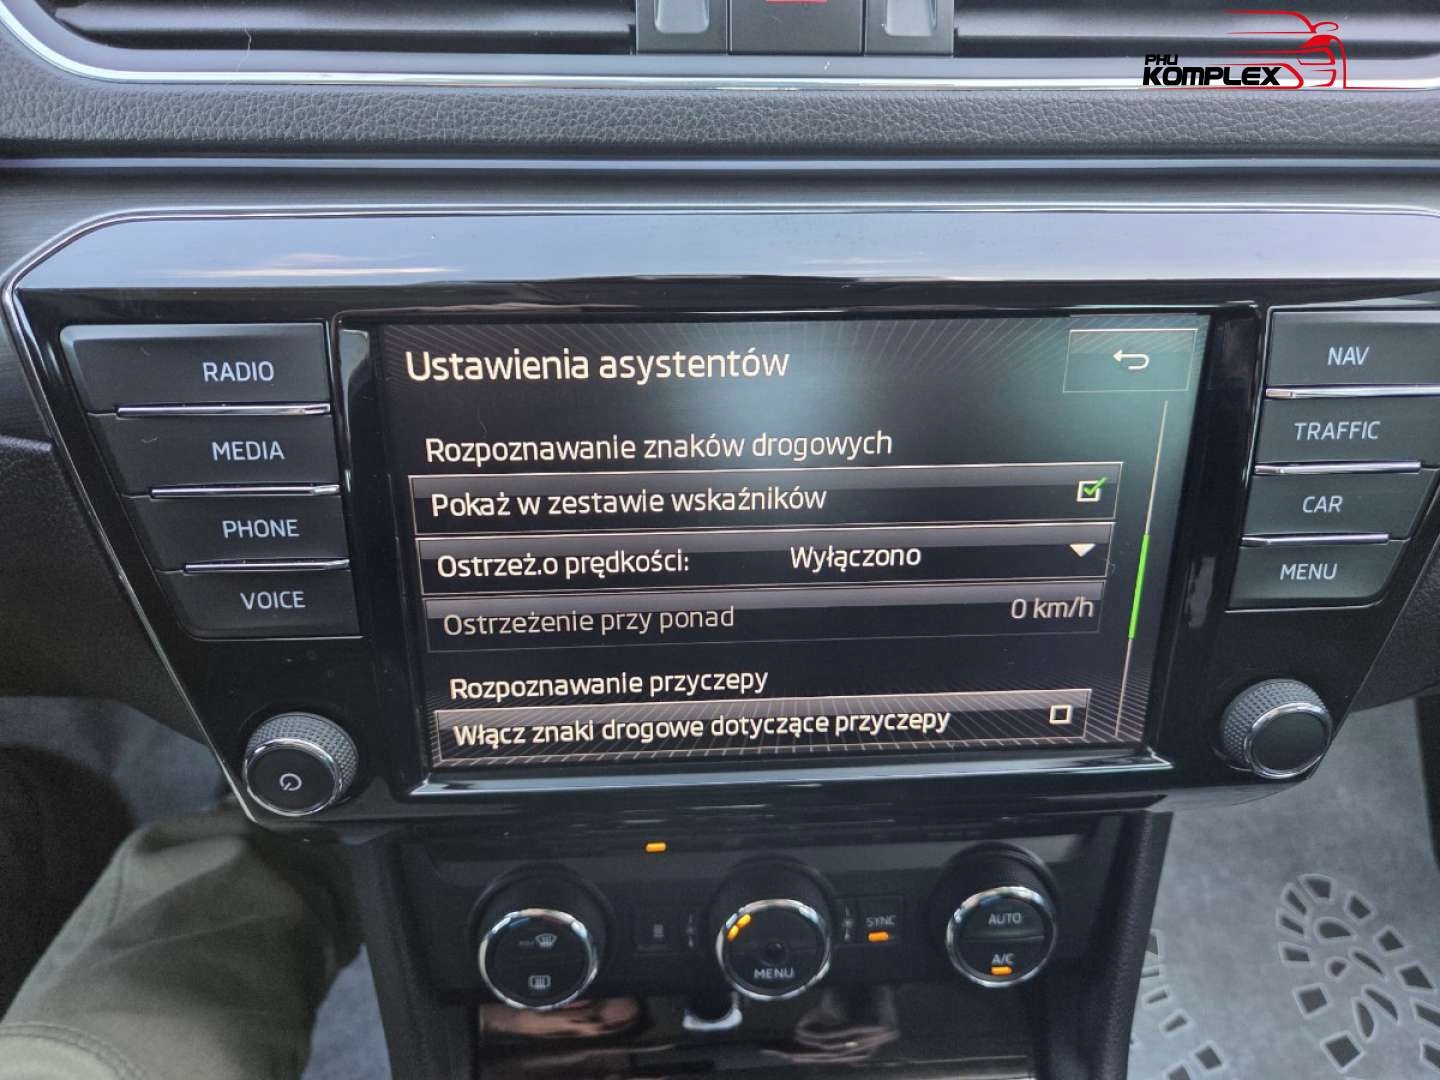 PHU
KOMPLEX
RADIO
MEDIA
PHONE
VOICE
Ustawienia asystentów
Rozpoznawanie znaków drogowych
Pokaż w zestawie wskaźników
Ostrzeż.o prędkości: Wyłączono
Ostrzeżenie przy ponad 0 km/h
Rozpoznawanie przyczepy
Włącz znaki drogowe dotyczące przyczepy
NAV
TRAFFIC
CAR
MENU
MENU
SYNC
AUTO
A/C